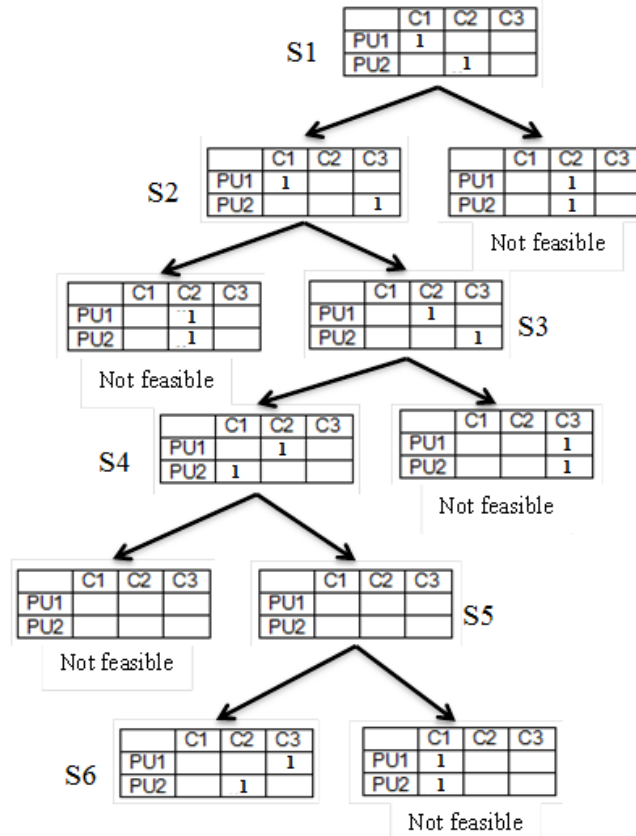 C1 C2 C3
S1
PU1 1
PU2 1
C1 C2 C3
S2
PU1 1
PU2 1
C1 C2 C3
PU1 1
PU2 1
Not feasible
C1 C2 C3
PU1 1
PU2 1
Not feasible
C1 C2 C3
PU1 1
PU2 1
S3
C1 C2 C3
S4
PU1 1
PU2 1
C1 C2 C3
PU1 1
PU2 1
Not feasible
C1 C2 C3
PU1
PU2
Not feasible
C1 C2 C3
PU1
PU2
S5
C1 C2 C3
S6
PU1 1
PU2 1
C1 C2 C3
PU1 1
PU2 1
Not feasible